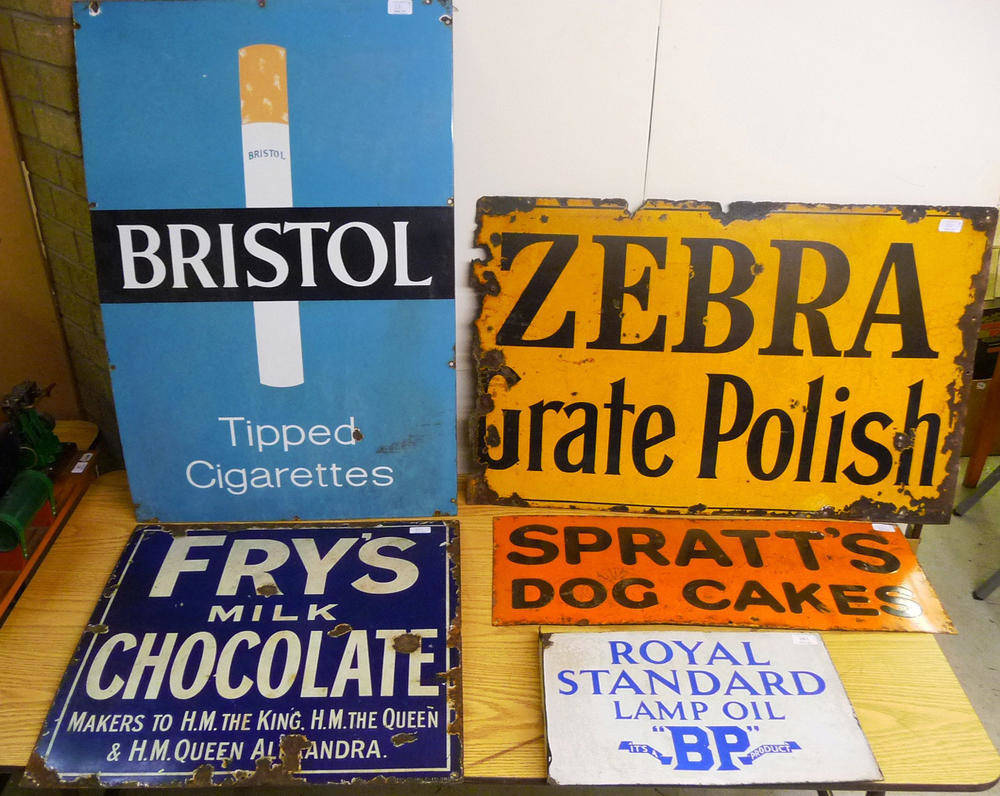 BRISTOL
BRISTOL
Tipped
Cigarettes
ZEBRA
Grate Polish
FRY'S
MILK
CHOCOLATE
MAKERS TO H.M. THE KING, H.M. THE QUEEN
& H.M. QUEEN ALEXANDRA.
SPRATT'S
DOG CAKES
ROYAL
STANDARD
LAMP OIL
IT'S A "BP" PRODUCT